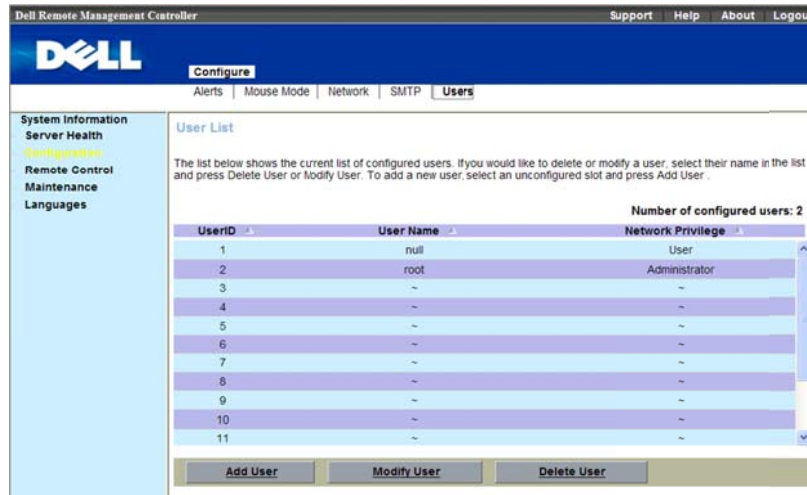 Dell Remote Management Controller
Support Help About Logou
DELL
Configure
Alerts | Mouse Mode | Network | SMTP | Users
System Information
Server Health
Configuration
Remote Control
Maintenance
Languages
User List
The list below shows the current list of configured users. If you would like to delete or modify a user, select their name in the list
and press Delete User or Modify User. To add a new user, select an unconfigured slot and press Add User .
Number of configured users: 2
UserID User Name Network Privilege
1 null User
2 root Administrator
3 ~ ~
4 ~ ~
5 ~ ~
6 ~ ~
7 ~ ~
8 ~ ~
9 ~ ~
10 ~ ~
11 ~ ~
Add User Modify User Delete User